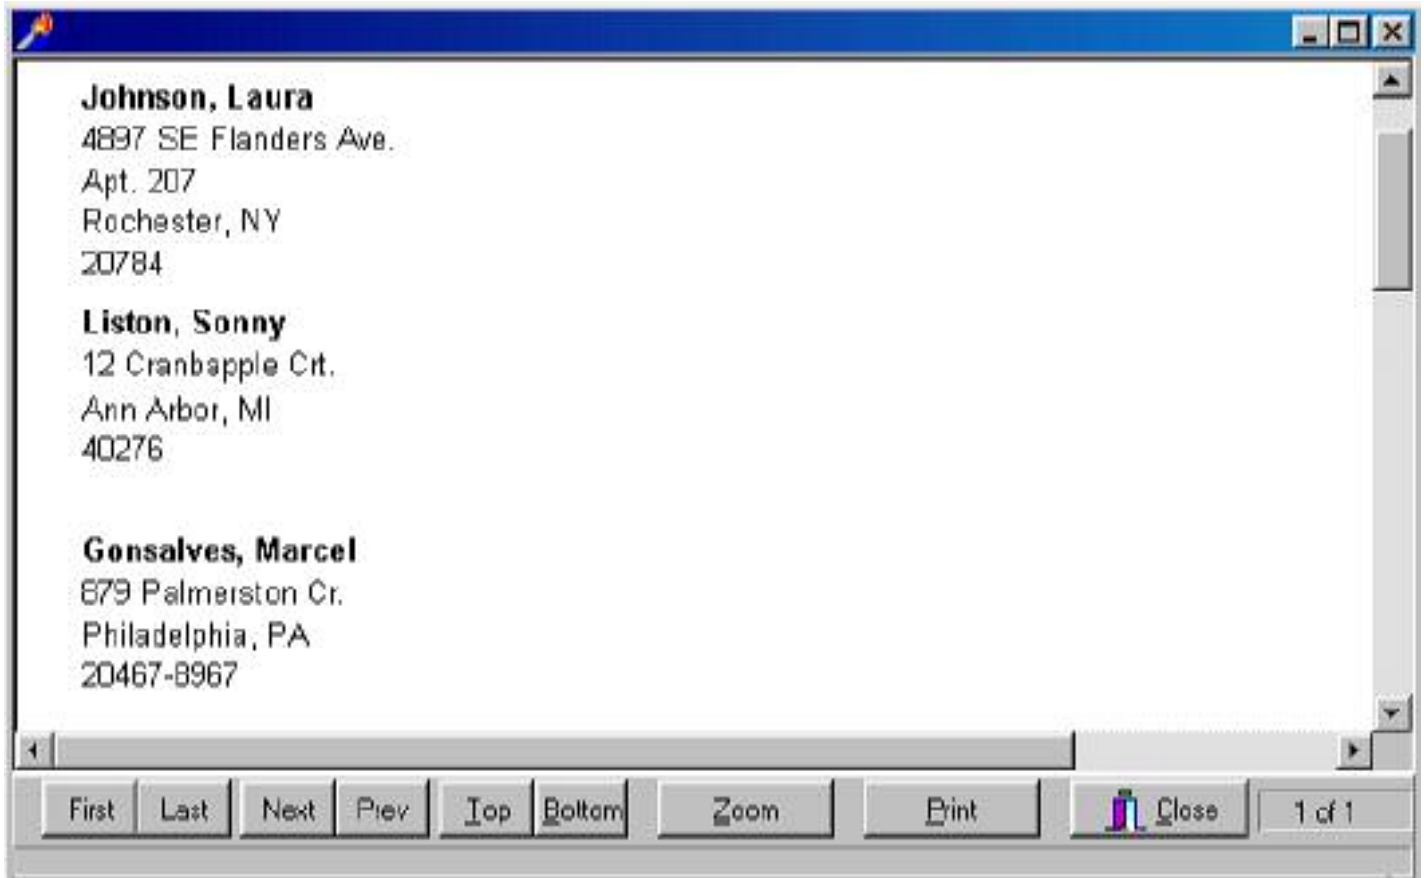 Johnson, Laura
4897 SE Flanders Ave.
Apt. 207
Rochester, NY
20784
Liston, Sonny
12 Cranbapple Crt.
Ann Arbor, MI
40276
Gonsalves, Marcel
879 Palmerston Cr.
Philadelphia, PA
20467-8967
First Last Next Prev Top Bottom Zoom Print Close 1 of 1